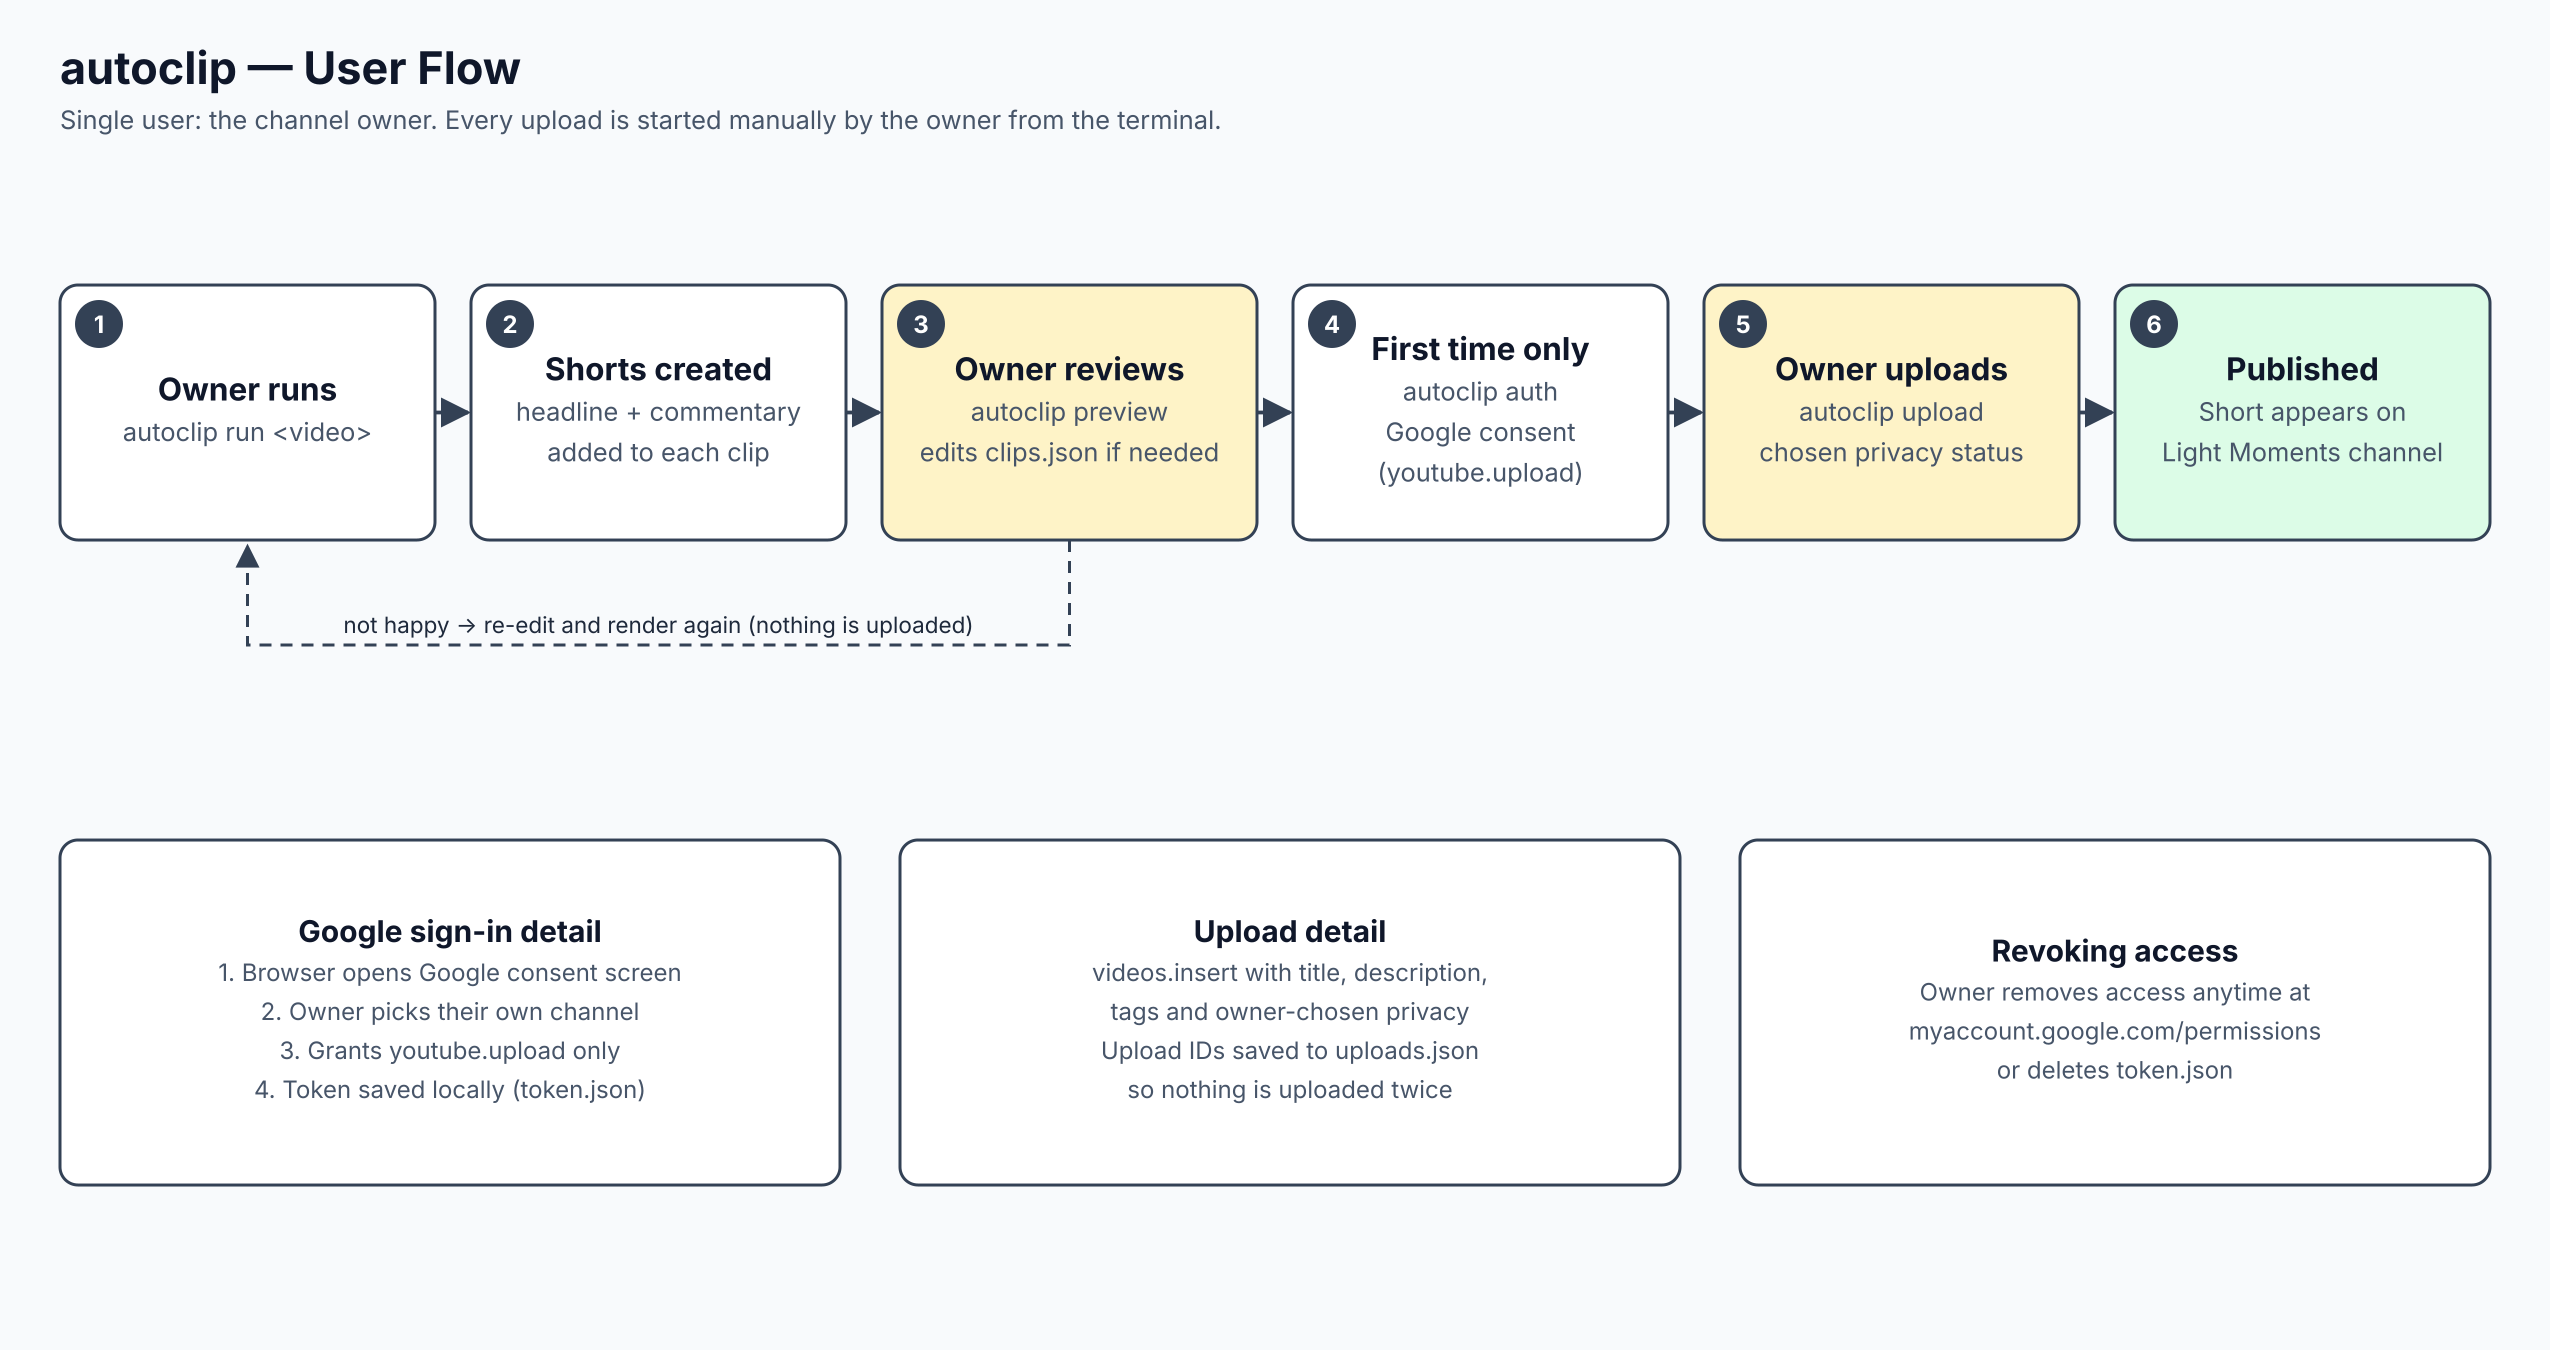 autoclip — User Flow
Single user: the channel owner. Every upload is started manually by the owner from the terminal.
1
Owner runs
autoclip run <video>
2
Shorts created
headline + commentary
added to each clip
3
Owner reviews
autoclip preview
edits clips.json if needed
4
First time only
autoclip auth
Google consent
(youtube.upload)
5
Owner uploads
autoclip upload
chosen privacy status
6
Published
Short appears on
Light Moments channel
not happy → re-edit and render again (nothing is uploaded)
Google sign-in detail
1. Browser opens Google consent screen
2. Owner picks their own channel
3. Grants youtube.upload only
4. Token saved locally (token.json)
Upload detail
videos.insert with title, description,
tags and owner-chosen privacy
Upload IDs saved to uploads.json
so nothing is uploaded twice
Revoking access
Owner removes access anytime at
myaccount.google.com/permissions
or deletes token.json